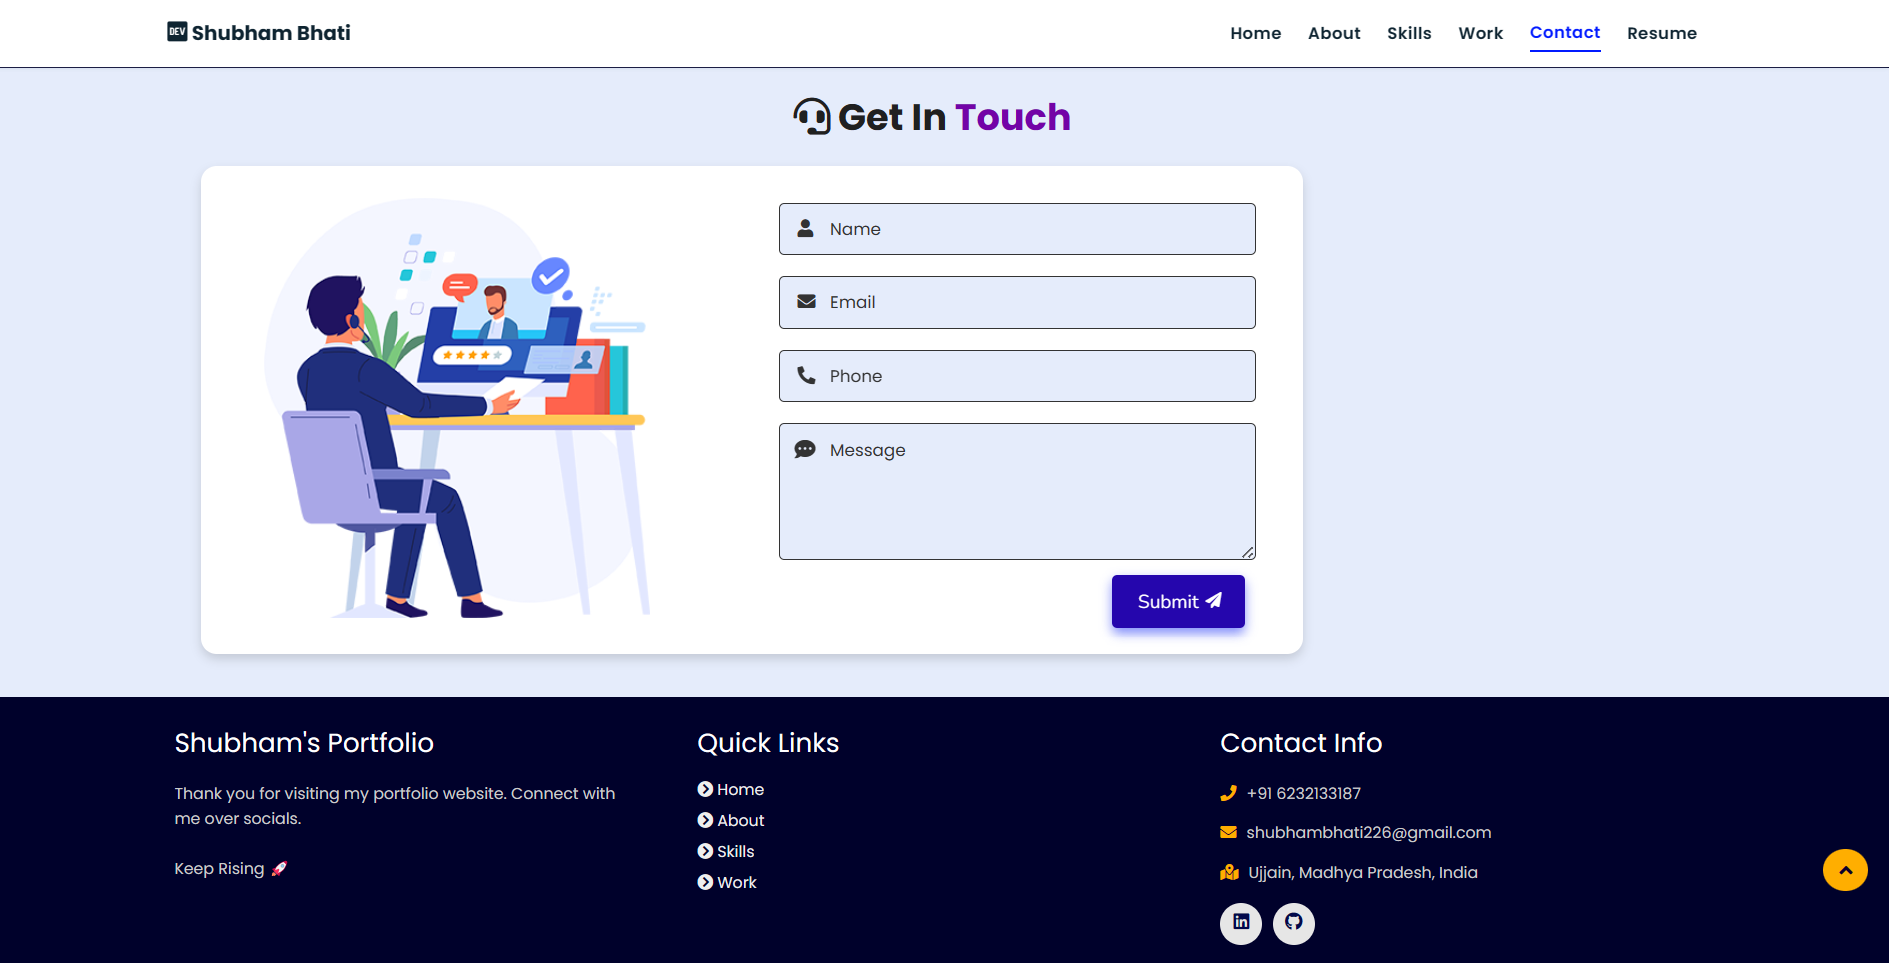 DEV Shubham Bhati
Home About Skills Work Contact Resume
Get In Touch
Name
Email
Phone
Message
Submit
Shubham's Portfolio
Thank you for visiting my portfolio website. Connect with
me over socials.
Keep Rising 🚀
Quick Links
Home
About
Skills
Work
Contact Info
+91 6232133187
shubhambhati226@gmail.com
Ujjain, Madhya Pradesh, India